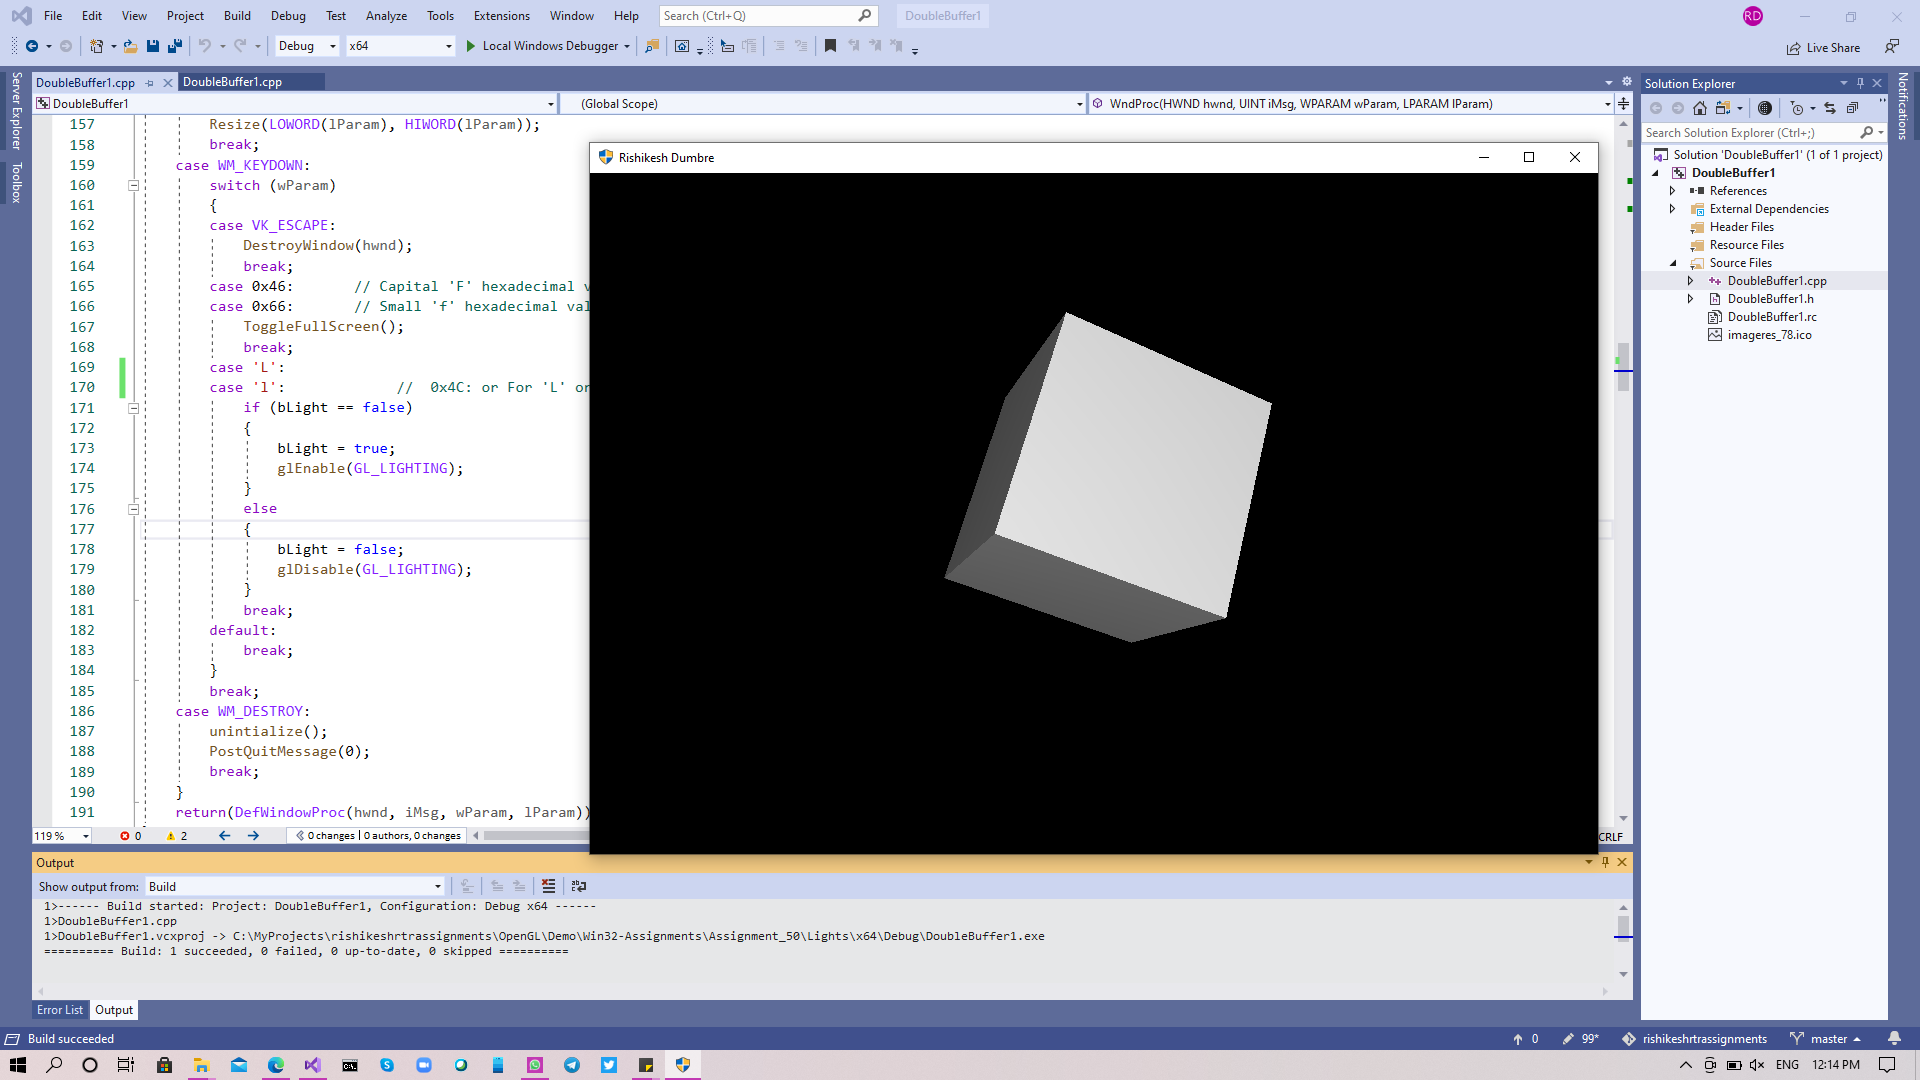 File Edit View Project Build Debug Test Analyze Tools Extensions Window Help Search (Ctrl+Q) DoubleBuffer1 RD
Debug x64 Local Windows Debugger Live Share
Server Explorer
Toolbox
DoubleBuffer1.cpp DoubleBuffer1.cpp
DoubleBuffer1 (Global Scope) WndProc(HWND hwnd, UINT iMsg, WPARAM wParam, LPARAM lParam)
157 Resize(LOWORD(lParam), HIWORD(lParam));
158 break;
159 case WM_KEYDOWN:
160 switch (wParam)
161 {
162 case VK_ESCAPE:
163 DestroyWindow(hwnd);
164 break;
165 case 0x46: // Capital 'F' hexadecimal
166 case 0x66: // Small 'f' hexadecimal
167 ToggleFullScreen();
168 break;
169 case 'L':
170 case 'l': // 0x4C: or For 'L' or
171 if (bLight == false)
172 {
173 bLight = true;
174 glEnable(GL_LIGHTING);
175 }
176 else
177 {
178 bLight = false;
179 glDisable(GL_LIGHTING);
180 }
181 break;
182 default:
183 break;
184 }
185 break;
186 case WM_DESTROY:
187 unintialize();
188 PostQuitMessage(0);
189 break;
190 }
191 return(DefWindowProc(hwnd, iMsg, wParam, lParam))
Rishikesh Dumbre
119 % 0 2 0 changes | 0 authors, 0 changes CRLF
Output
Show output from: Build
1>------ Build started: Project: DoubleBuffer1, Configuration: Debug x64 ------
1>DoubleBuffer1.cpp
1>DoubleBuffer1.vcxproj -> C:\MyProjects\rishikeshrtrassignments\OpenGL\Demo\Win32-Assignments\Assignment_50\Lights\x64\Debug\DoubleBuffer1.exe
========== Build: 1 succeeded, 0 failed, 0 up-to-date, 0 skipped ==========
Error List Output
Solution Explorer
Search Solution Explorer (Ctrl+;)
Solution 'DoubleBuffer1' (1 of 1 project)
DoubleBuffer1
References
External Dependencies
Header Files
Resource Files
Source Files
DoubleBuffer1.cpp
DoubleBuffer1.h
DoubleBuffer1.rc
imageres_78.ico
Notifications
Build succeeded 0 99* rishikeshrtrassignments master
ENG 12:14 PM